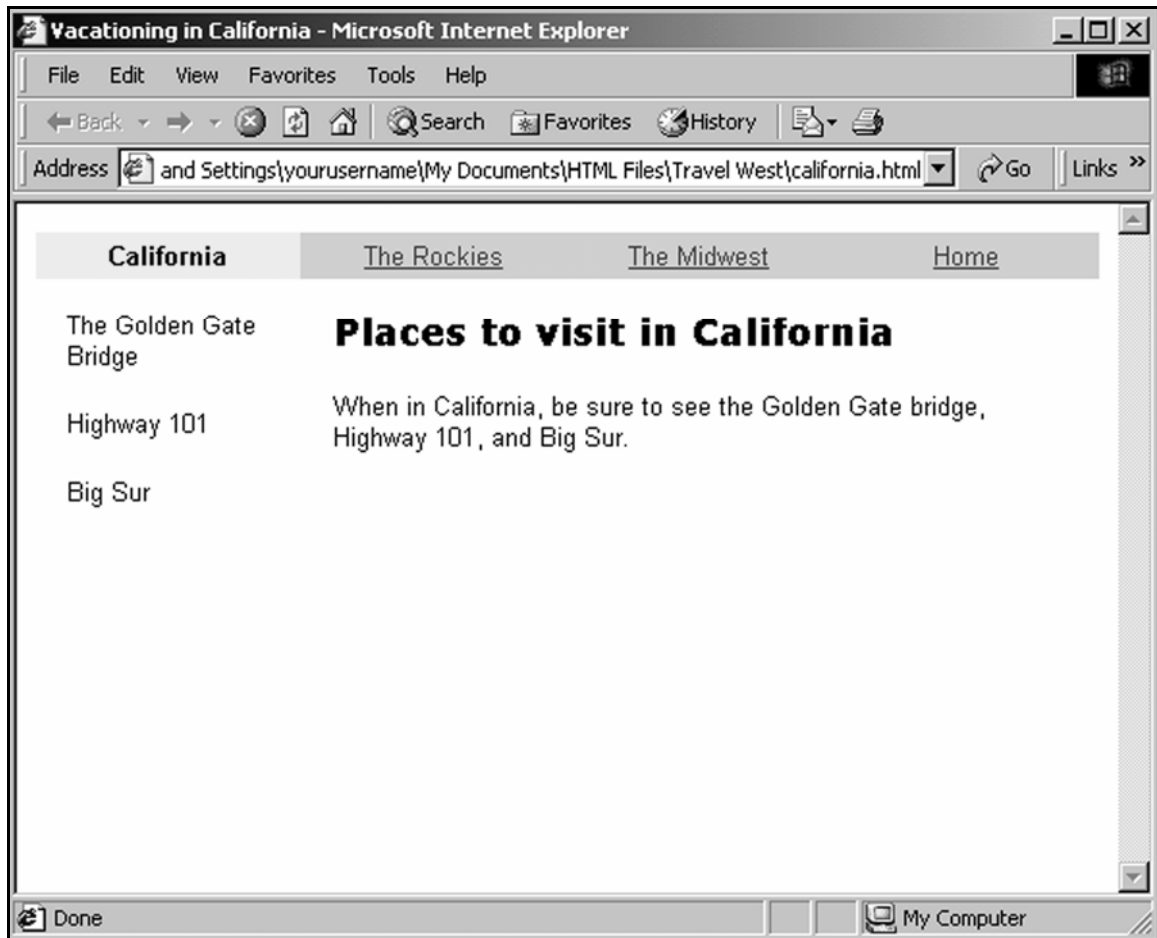 Vacationing in California - Microsoft Internet Explorer
File Edit View Favorites Tools Help
Back Search Favorites History
Address and Settings\yourusername\My Documents\HTML Files\Travel West\california.html Go Links »
California The Rockies The Midwest Home
The Golden Gate
Bridge
Highway 101
Big Sur
Places to visit in California
When in California, be sure to see the Golden Gate bridge,
Highway 101, and Big Sur.
Done My Computer